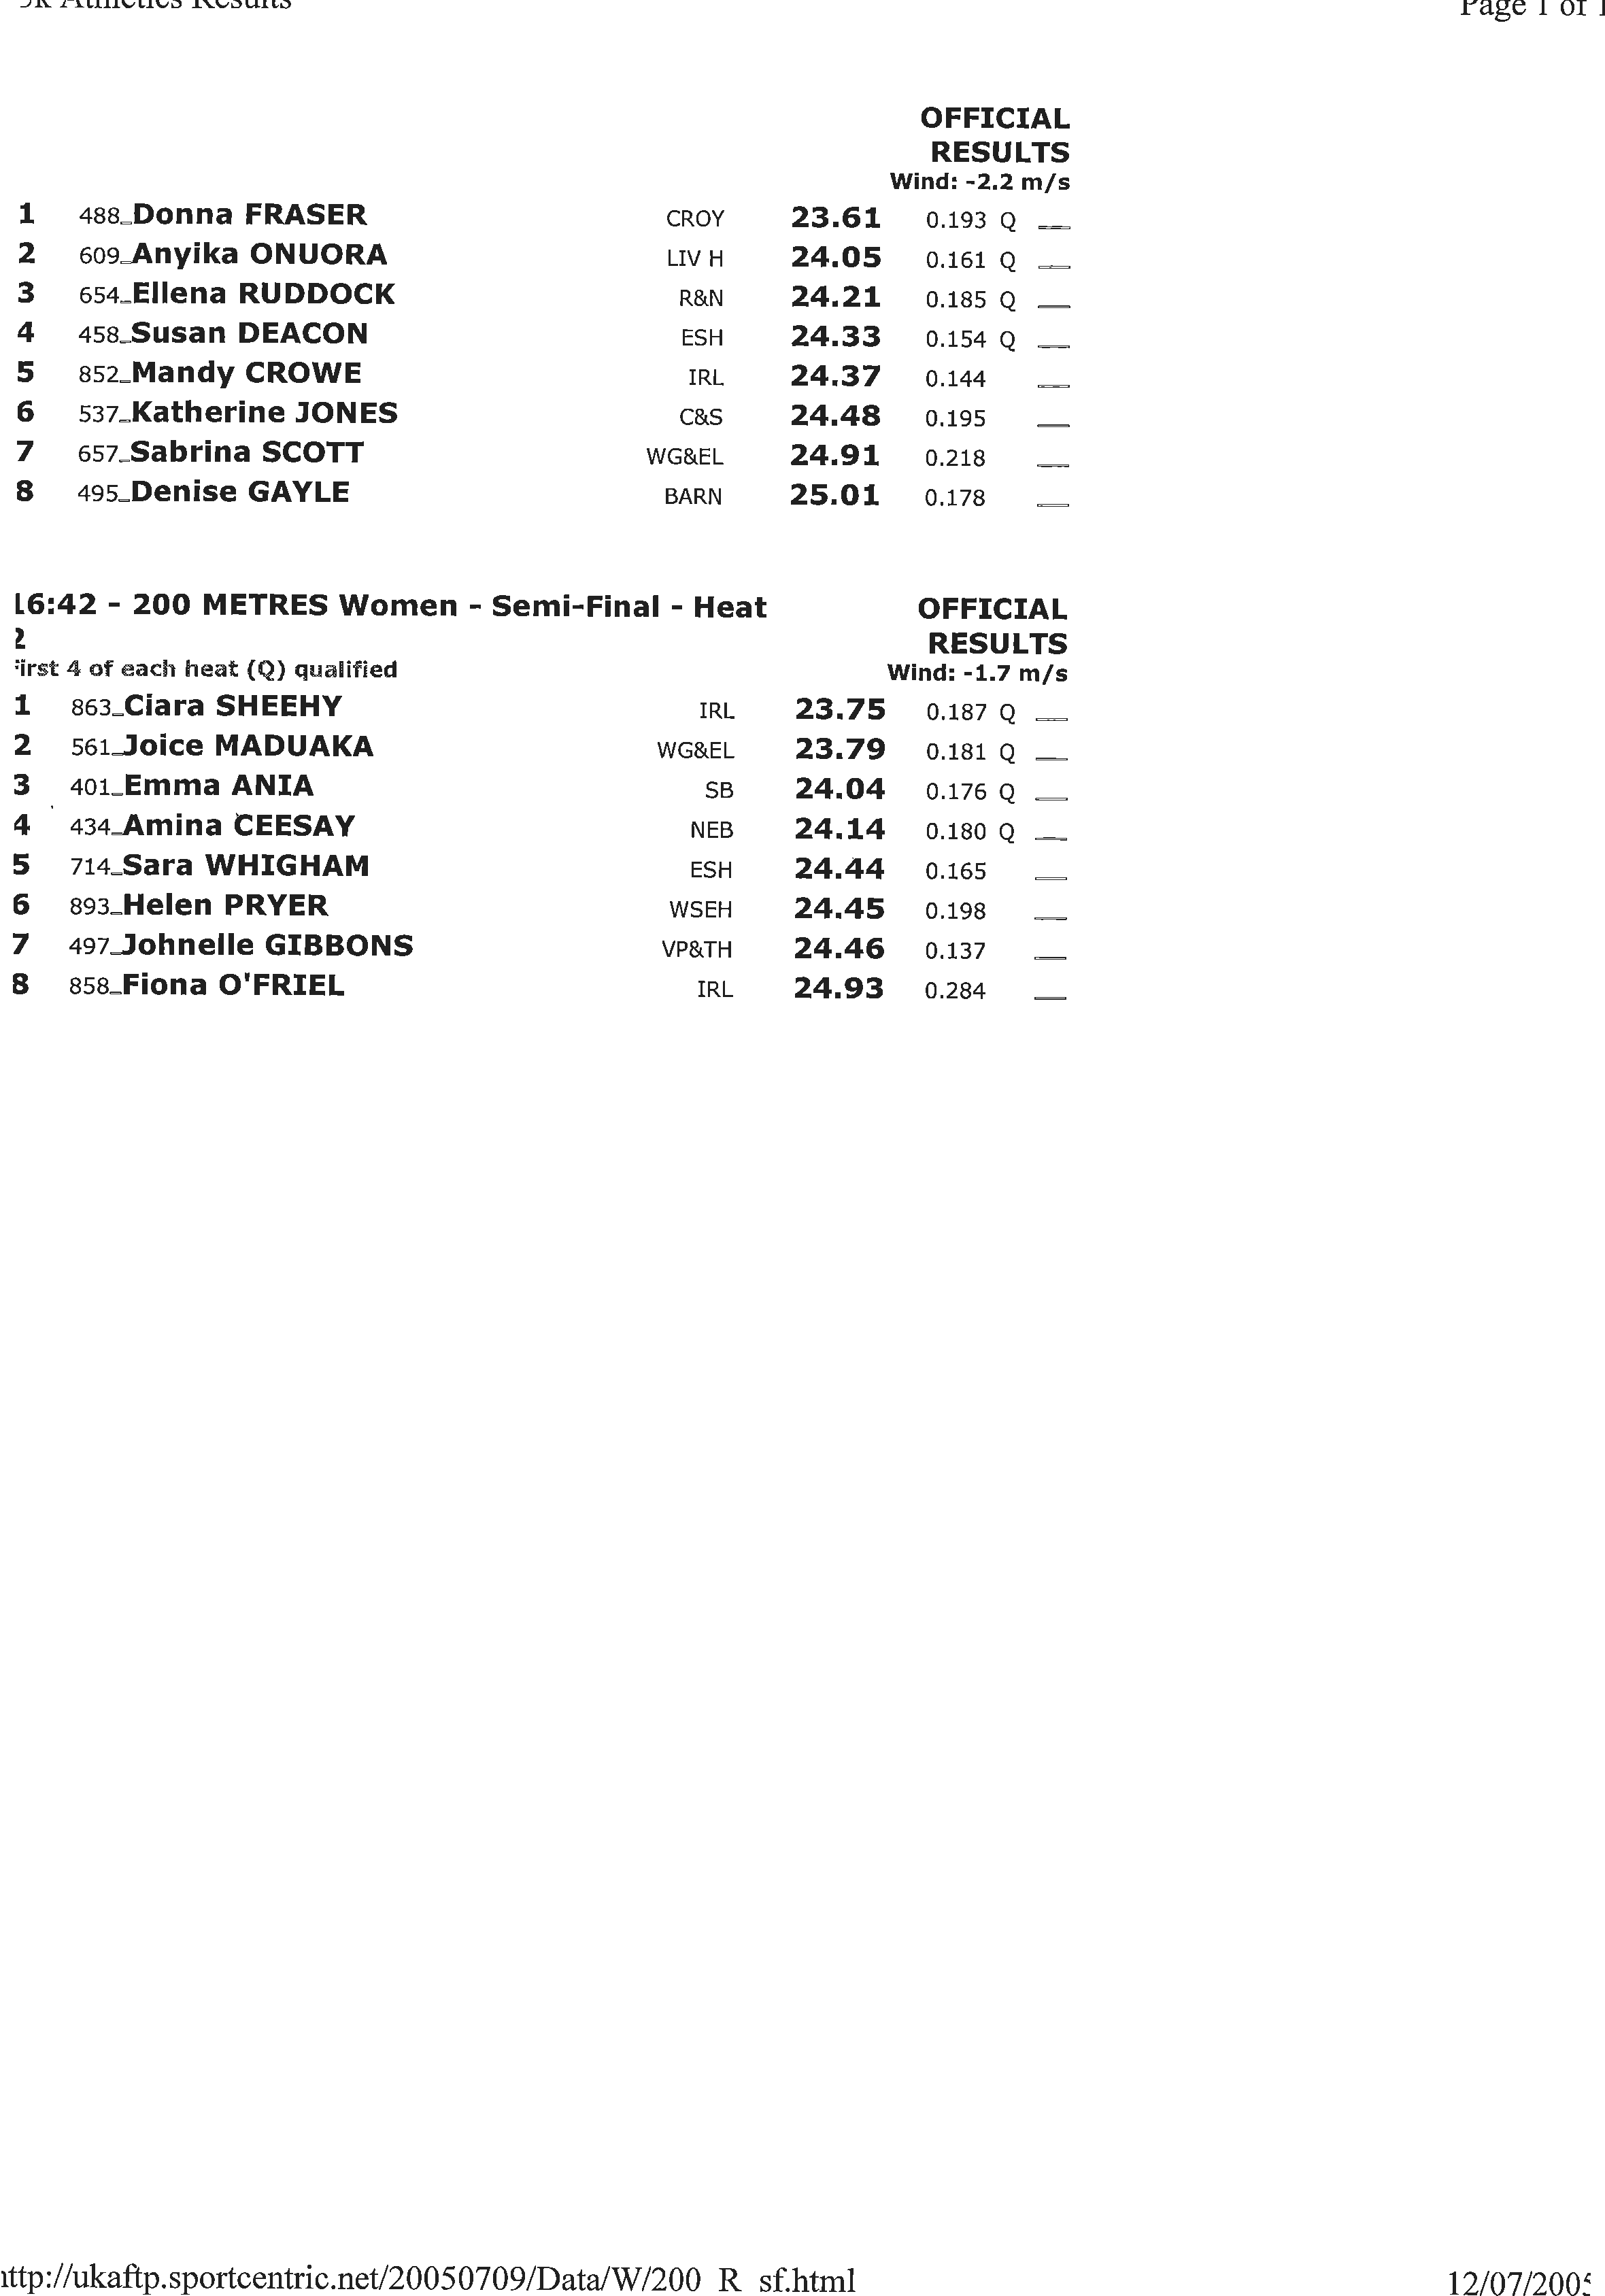 Athletics Results Page 1 of 1
OFFICIAL
RESULTS
Wind: -2.2 m/s
1 488 Donna FRASER CROY 23.61 0.193 Q
2 609 Anyika ONUORA LIV H 24.05 0.161 Q
3 654 Ellena RUDDOCK R&N 24.21 0.185 Q
4 458 Susan DEACON ESH 24.33 0.154 Q
5 852 Mandy CROWE IRL 24.37 0.144
6 537 Katherine JONES C&S 24.48 0.195
7 657 Sabrina SCOTT WG&EL 24.91 0.218
8 495 Denise GAYLE BARN 25.01 0.178
16:42 - 200 METRES Women - Semi-Final - Heat OFFICIAL
2 RESULTS
First 4 of each heat (Q) qualified Wind: -1.7 m/s
1 863 Ciara SHEEHY IRL 23.75 0.187 Q
2 561 Joice MADUAKA WG&EL 23.79 0.181 Q
3 401 Emma ANIA SB 24.04 0.176 Q
4 434 Amina CEESAY NEB 24.14 0.180 Q
5 714 Sara WHIGHAM ESH 24.44 0.165
6 893 Helen PRYER WSEH 24.45 0.198
7 497 Johnelle GIBBONS VP&TH 24.46 0.137
8 858 Fiona O'FRIEL IRL 24.93 0.284
http://ukaftp.sportcentric.net/20050709/Data/W/200_R_sf.html 12/07/2005